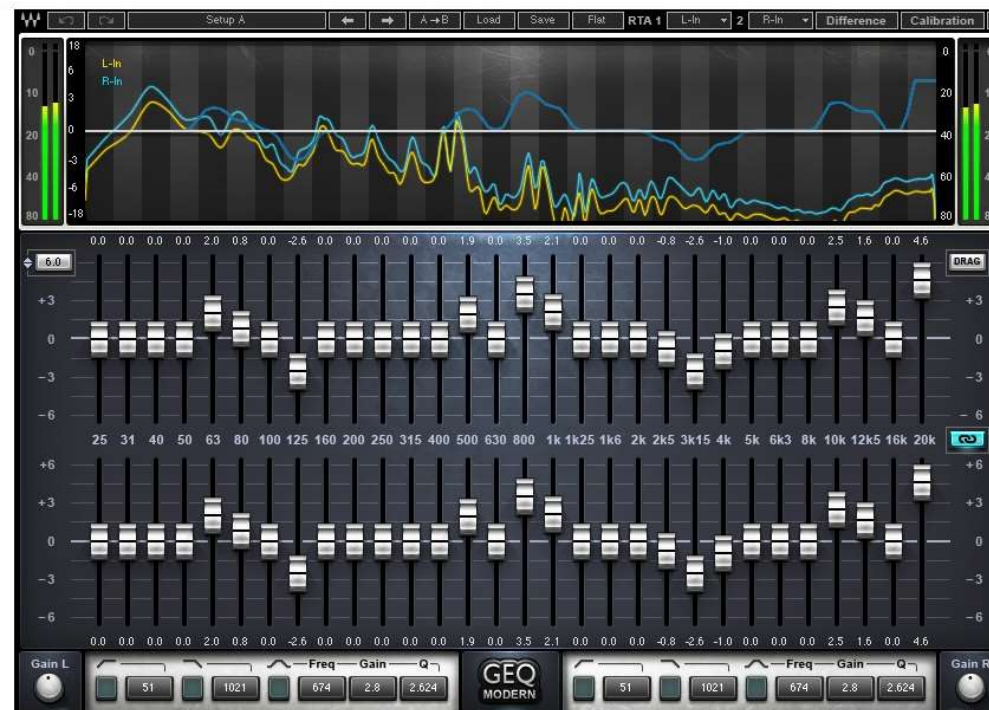 Setup A A→B Load Save Flat RTA 1 L-In 2 R-In Difference Calibration
0 18 L-In 0
6 R-In
10 3 20
20 0 40
-3
40 -6 60
80 -18 80
0.0 0.0 0.0 0.0 2.0 0.8 0.0 -2.6 0.0 0.0 0.0 0.0 0.0 1.9 0.0 3.5 2.1 0.0 0.0 0.0 -0.8 -2.6 -1.0 0.0 0.0 0.0 2.5 1.6 0.0 4.6
6.0 DRAG
+3 +3
0 0
-3 -3
-6 -6
25 31 40 50 63 80 100 125 160 200 250 315 400 500 630 800 1k 1k25 1k6 2k 2k5 3k15 4k 5k 6k3 8k 10k 12k5 16k 20k
+6 +6
+3 +3
0 0
-3 -3
-6 -6
0.0 0.0 0.0 0.0 2.0 0.8 0.0 -2.6 0.0 0.0 0.0 0.0 0.0 1.9 0.0 3.5 2.1 0.0 0.0 0.0 -0.8 -2.6 -1.0 0.0 0.0 0.0 2.5 1.6 0.0 4.6
Gain L Freq Gain Q GEQ Freq Gain Q Gain R
51 1021 674 2.8 2.624 MODERN 51 1021 674 2.8 2.624